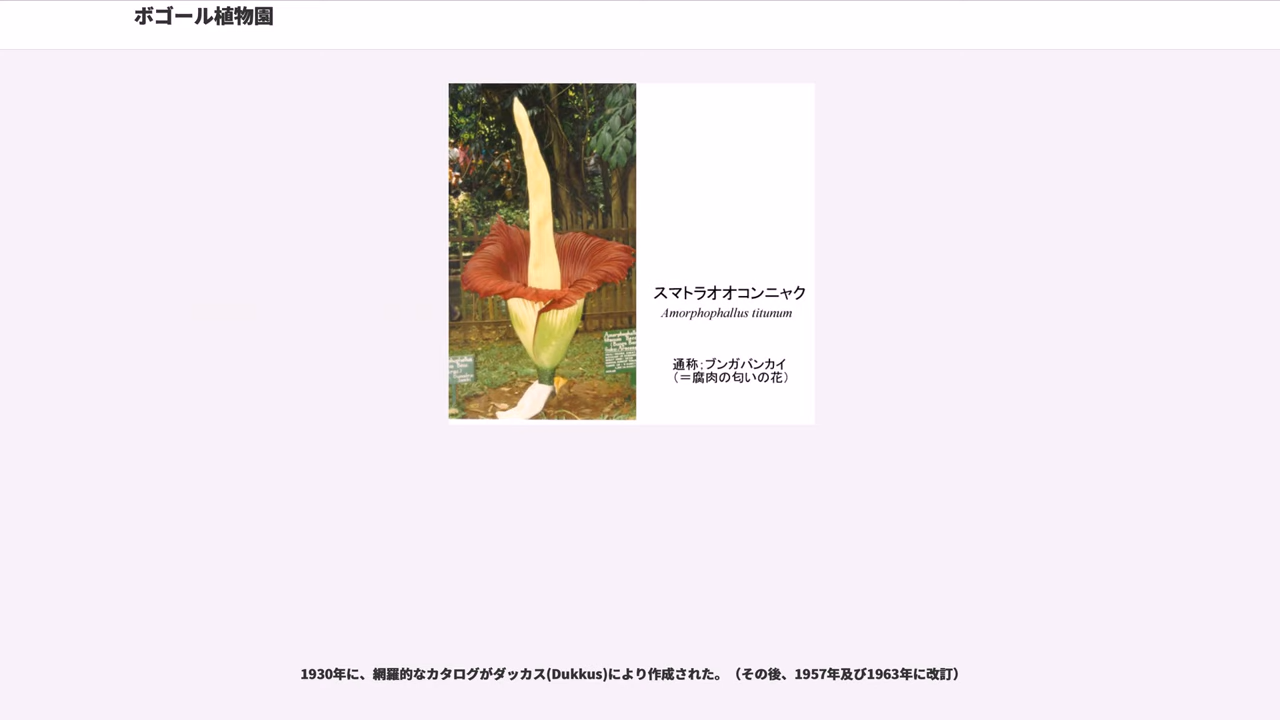 ボゴール植物園
スマトラオオコンニャク
Amorphophallus titunum
通称；ブンガバンカイ
（＝腐肉の匂いの花）
1930年に、網羅的なカタログがダッカス(Dukkus)により作成された。（その後、1957年及び1963年に改訂）